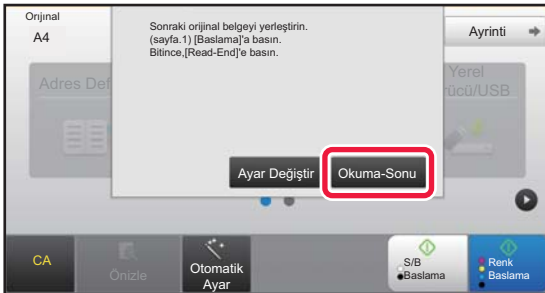 Orijinal
A4
Sonraki orijinal belgeyi yerleştirin.
(sayfa.1) [Baslama]'a basın.
Bitince,[Read-End]'e basın.
Ayrinti
Adres Def
Yerel
rücü/USB
Ayar Değiştir
Okuma-Sonu
CA
Önizle
Otomatik
Ayar
S/B
Baslama
Renk
Baslama